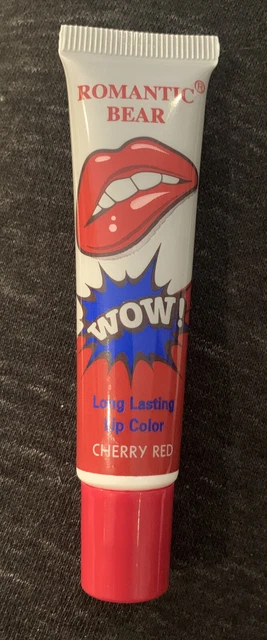 ROMANTIC®
BEAR
WOW!
Long Lasting
Lip Color
CHERRY RED